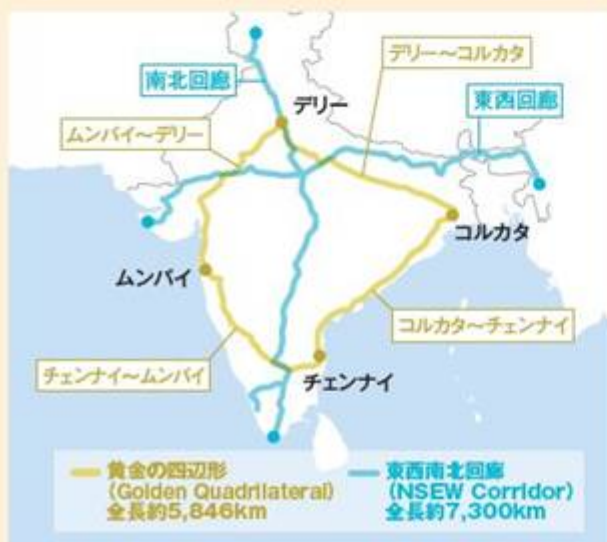 デリー～コルカタ
南北回廊
東西回廊
デリー
ムンバイ～デリー
コルカタ
ムンバイ
コルカタ～チェンナイ
チェンナイ～ムンバイ
チェンナイ
黄金の四辺形
(Golden Quadrilateral)
全長約5,846km
東西南北回廊
(NSEW Corridor)
全長約7,300km